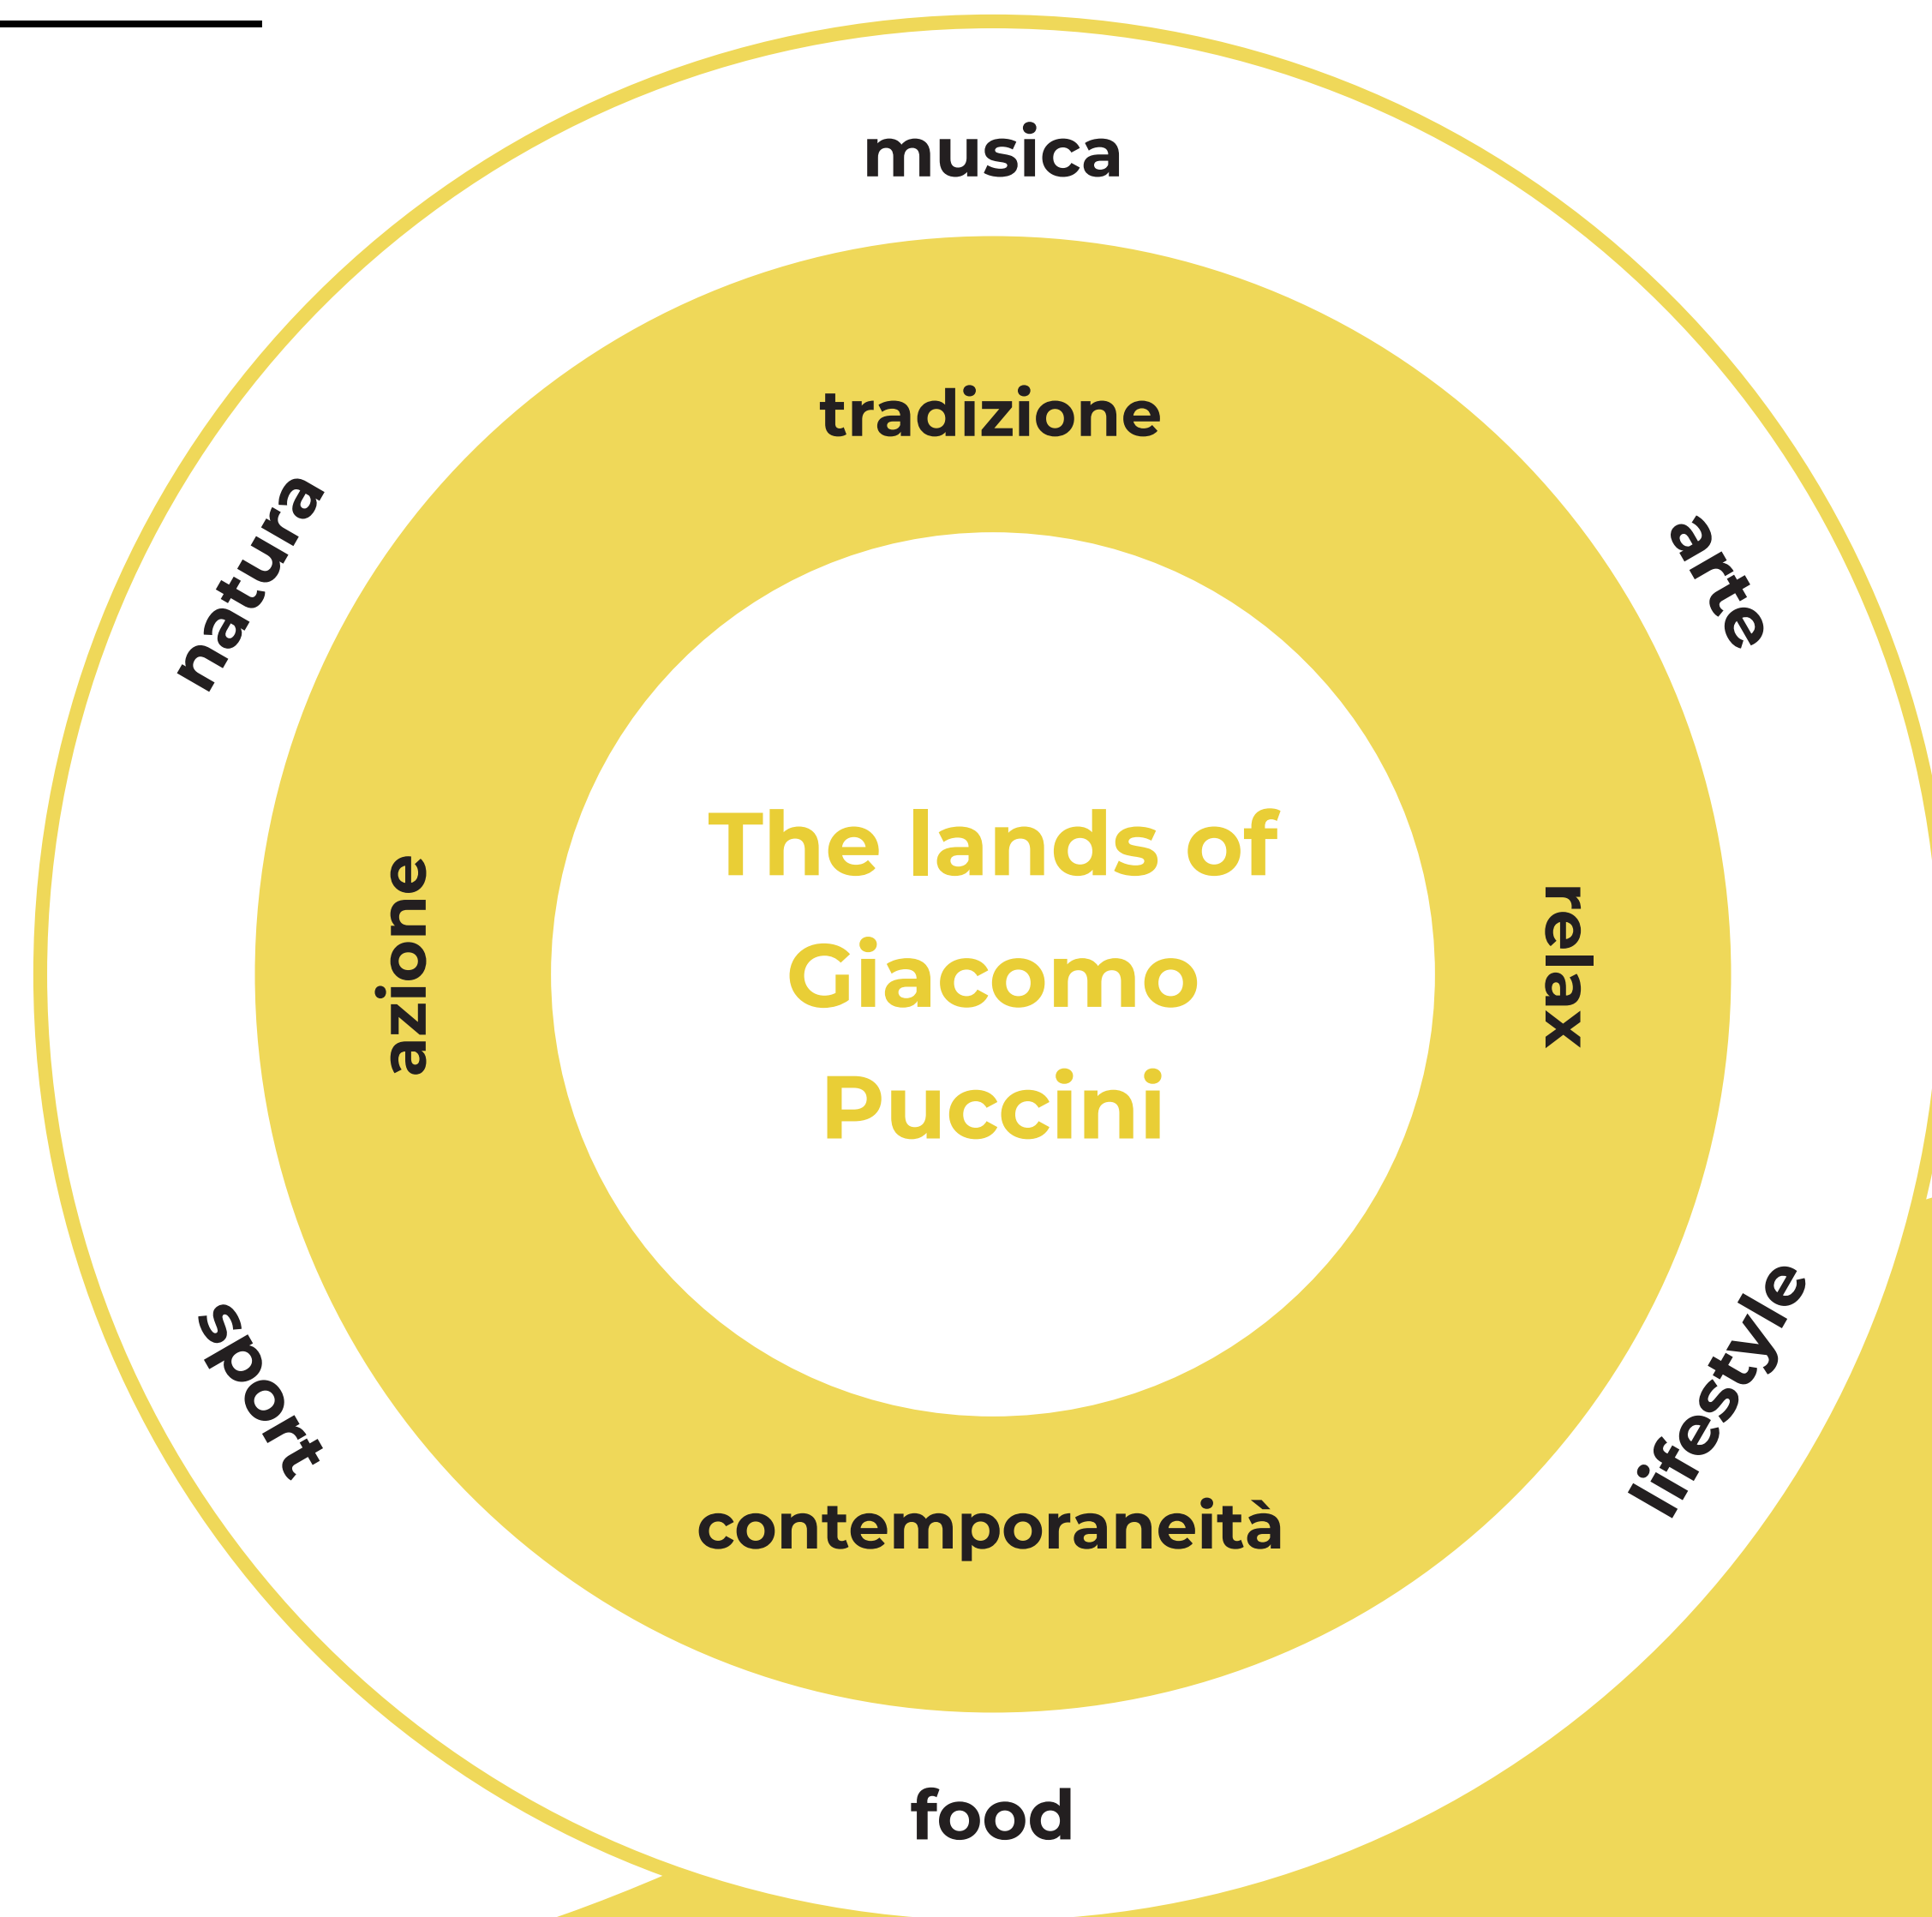 musica
tradizione
natura
arte
The lands of
Giacomo
Puccini
azione
relax
sport
lifestyle
contemporaneità
food